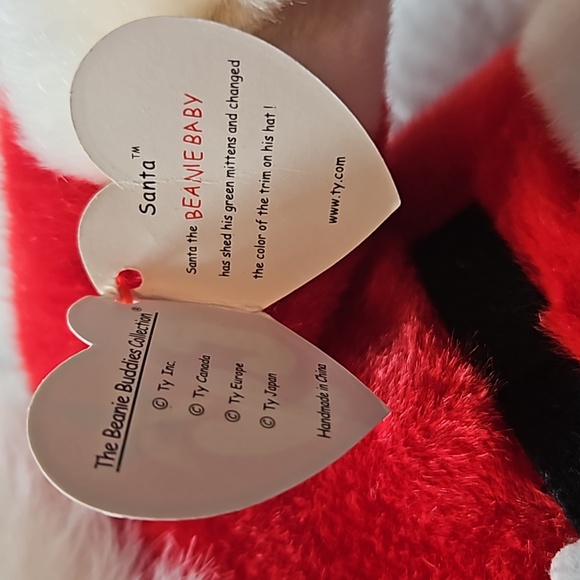 The Beanie Buddies Collection®
© Ty Inc.
© Ty Canada
© Ty Europe
© Ty Japan
Handmade in China
Santa™
Santa the BEANIE BABY
has shed his green mittens and changed
the color of the trim on his hat !
www.ty.com